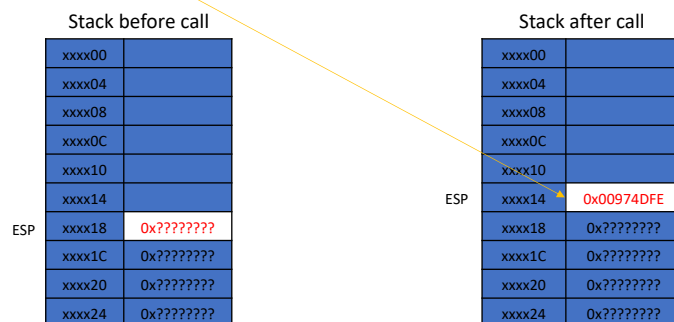 Stack before call
xxxx00
xxxx04
xxxx08
xxxx0C
xxxx10
xxxx14
ESP xxxx18 0x????????
xxxx1C 0x????????
xxxx20 0x????????
xxxx24 0x????????
Stack after call
xxxx00
xxxx04
xxxx08
xxxx0C
xxxx10
ESP xxxx14 0x00974DFE
xxxx18 0x????????
xxxx1C 0x????????
xxxx20 0x????????
xxxx24 0x????????